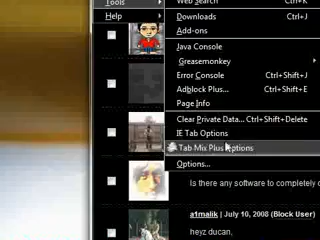 Tools
Web Search Ctrl+K
Help
Downloads Ctrl+J
Add-ons
Java Console
Greasemonkey
Error Console Ctrl+Shift+J
Adblock Plus... Ctrl+Shift+E
Page Info
Clear Private Data... Ctrl+Shift+Delete
IE Tab Options
Tab Mix Plus Options
Options...
Is there any software to completely
a1malik | July 10, 2008 (Block User)
heyz ducan,